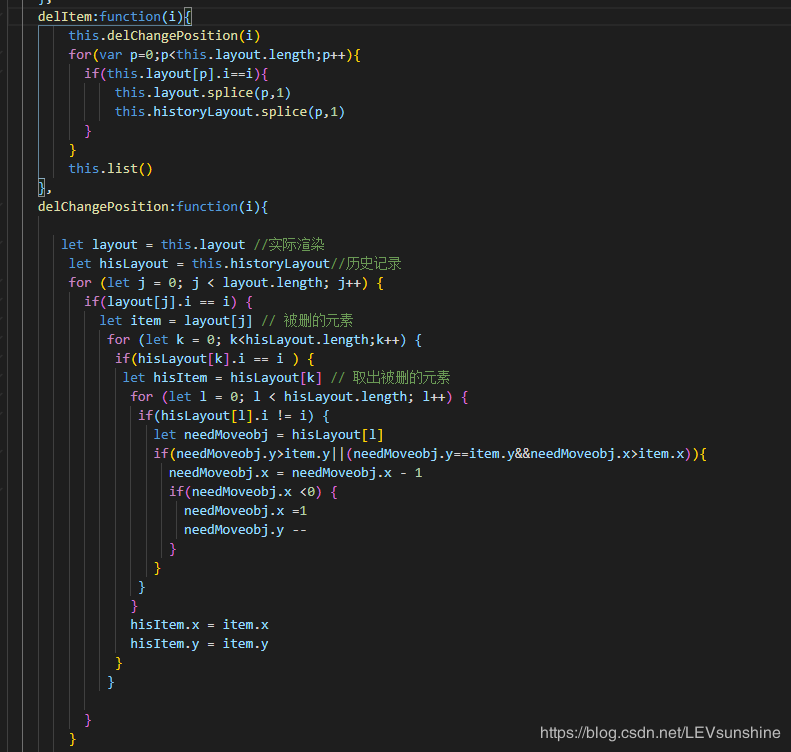 delItem:function(i){
this.delChangePosition(i)
for(var p=0;p<this.layout.length;p++){
if(this.layout[p].i==i){
this.layout.splice(p,1)
this.historyLayout.splice(p,1)
}
}
this.list()
},
delChangePosition:function(i){
let layout = this.layout //实际渲染
let hisLayout = this.historyLayout//历史记录
for (let j = 0; j < layout.length; j++) {
if(layout[j].i == i) {
let item = layout[j] // 被删的元素
for (let k = 0; k<hisLayout.length;k++) {
if(hisLayout[k].i == i ) {
let hisItem = hisLayout[k] // 取出被删的元素
for (let l = 0; l < hisLayout.length; l++) {
if(hisLayout[l].i != i) {
let needMoveobj = hisLayout[l]
if(needMoveobj.y>item.y||(needMoveobj.y==item.y&&needMoveobj.x>item.x)){
needMoveobj.x = needMoveobj.x - 1
if(needMoveobj.x <0) {
needMoveobj.x =1
needMoveobj.y --
}
}
}
}
hisItem.x = item.x
hisItem.y = item.y
}
}
}
}
https://blog.csdn.net/LEVsunshine